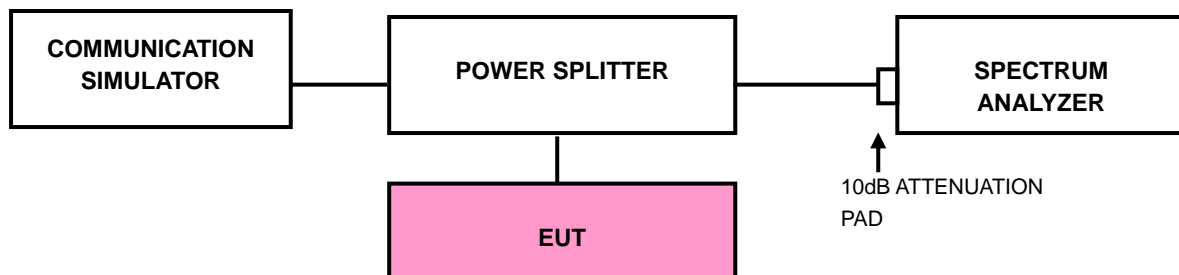 COMMUNICATION
SIMULATOR
POWER SPLITTER
SPECTRUM
ANALYZER
10dB ATTENUATION
PAD
EUT